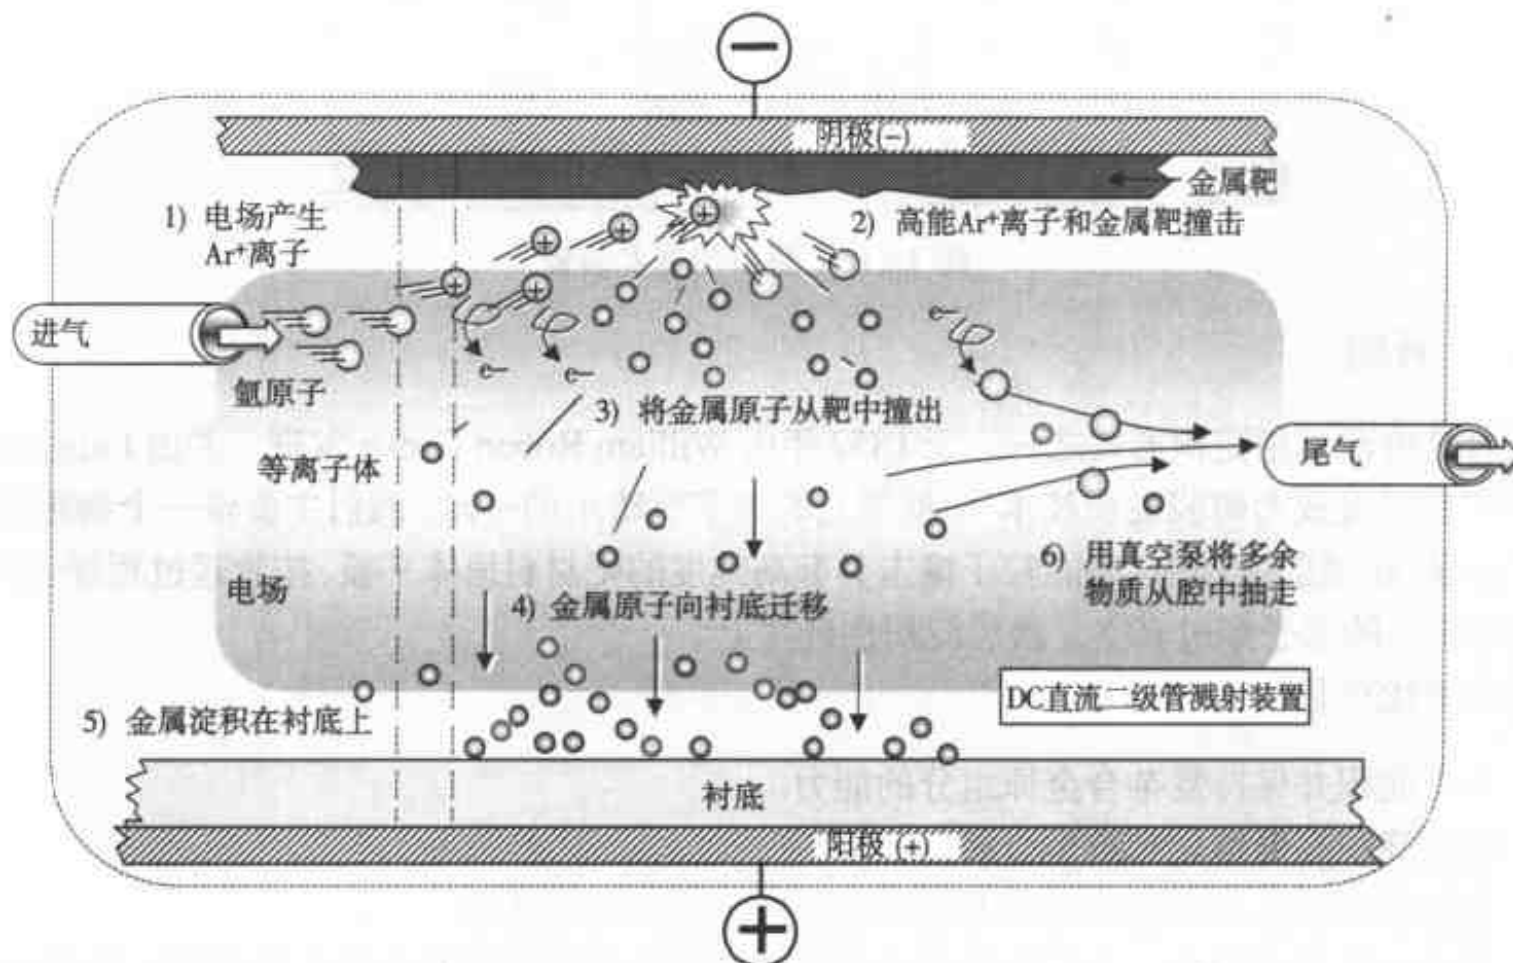 阴极(-)
金属靶
1) 电场产生
Ar⁺离子
2) 高能Ar⁺离子和金属靶撞击
进气
氩原子
e-
e-
e-
3) 将金属原子从靶中撞出
等离子体
尾气
电场
4) 金属原子向衬底迁移
6) 用真空泵将多余
物质从腔中抽走
5) 金属淀积在衬底上
DC直流二级管溅射装置
衬底
阳极 (+)